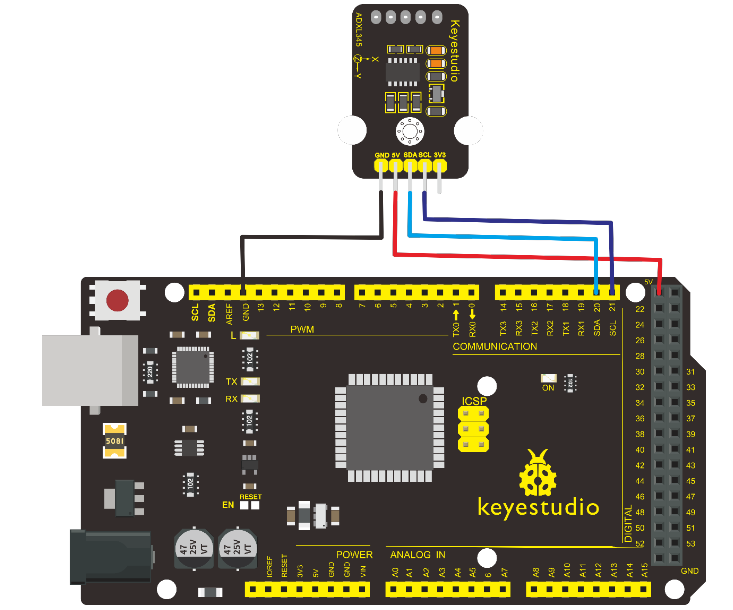 ADXL345
X
Y
Z
Keyestudio
GND 5V SDA SCL 3V3
5V
SCL
SDA
AREF
GND
13
12
11
10
9
8
7
6
5
4
3
2
TX0 1
RX0 0
TX3 14
RX3 15
TX2 16
RX2 17
TX1 18
RX1 19
SDA 20
SCL 21
PWM
COMMUNICATION
L
TX
RX
220
102
102
102
102
5081
ON
ICSP
22
24
26
28
30
32
34
36
38
40
42
44
46
48
50
52
31
33
35
37
39
41
43
45
47
49
51
53
GND
DIGITAL
keyestudio
EN
RESET
47
25V
VT
47
25V
VT
POWER
ANALOG IN
IOREF
RESET
3V3
5V
GND
GND
VIN
A0
A1
A2
A3
A4
A5
6
A7
A8
A9
A10
A11
A12
A13
A14
A15